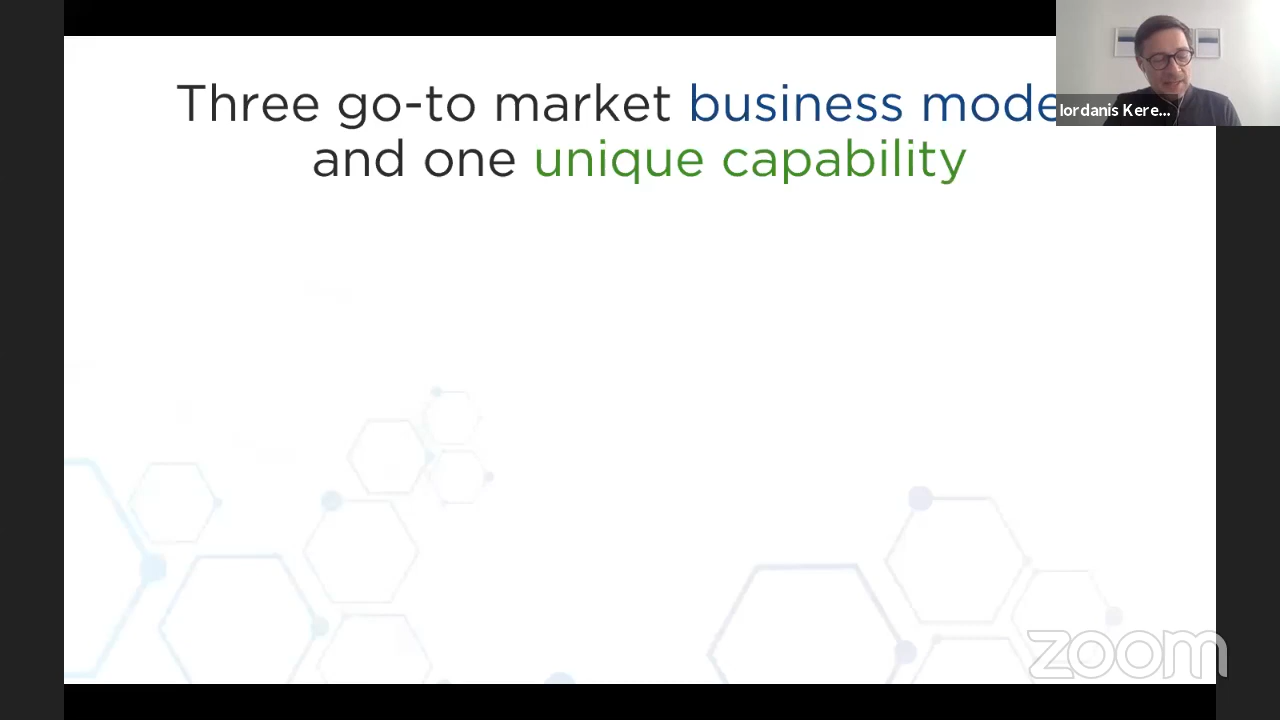 Three go-to market business mode
and one unique capability
Iordanis Kere...
zoom